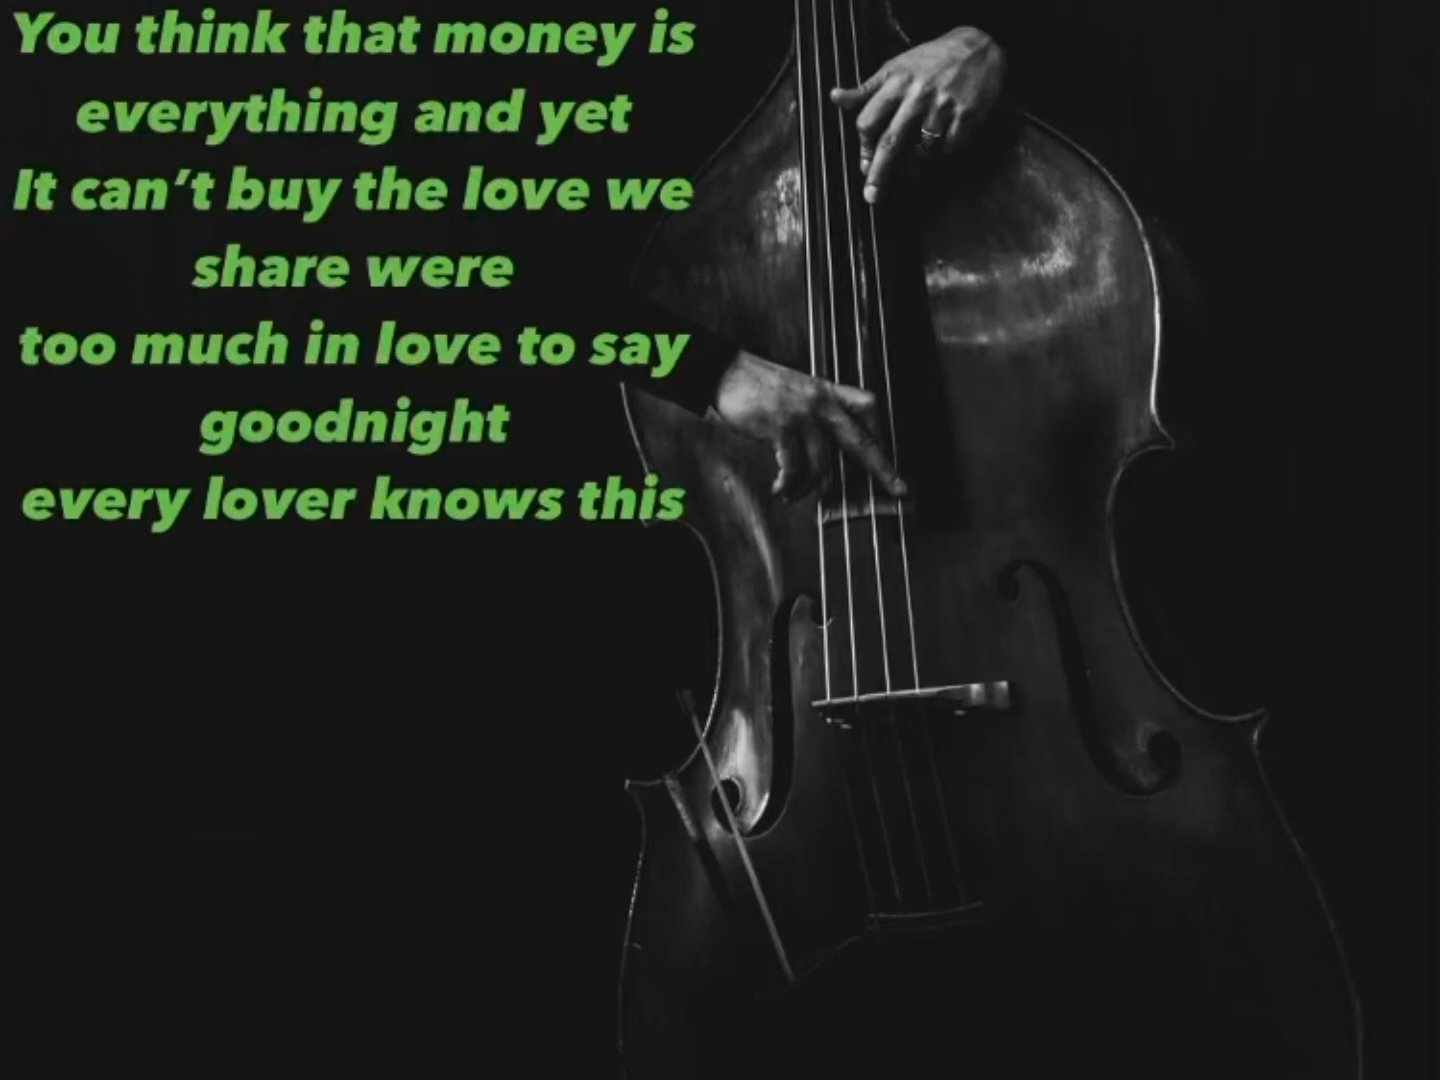 You think that money is
everything and yet
It can’t buy the love we
share were
too much in love to say
goodnight
every lover knows this